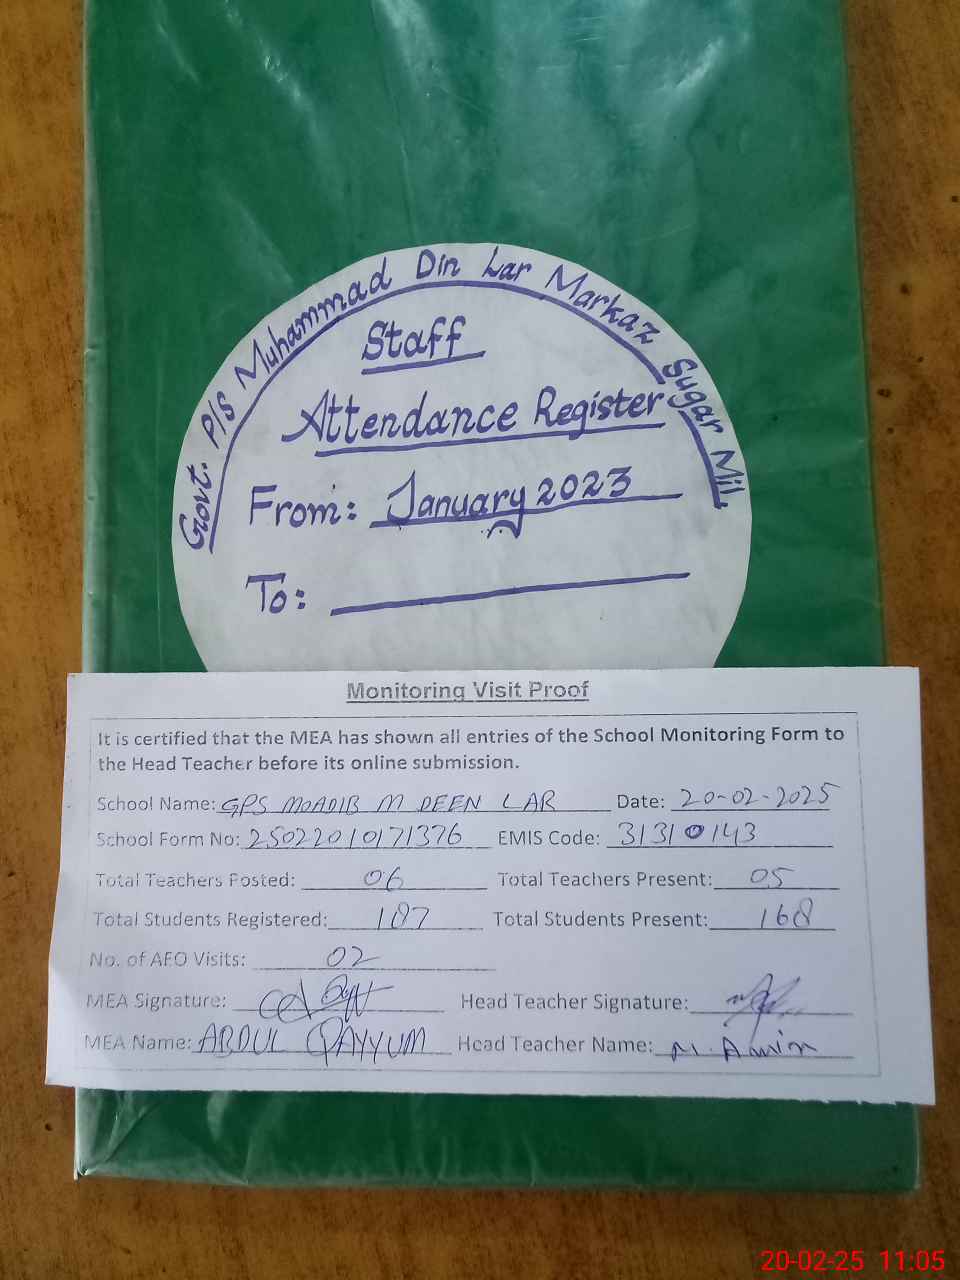 Govt. P/S Muhammad Din Lar Markaz Sugar Mil
Staff
Attendance Register
From: January 2023
To:
Monitoring Visit Proof
It is certified that the MEA has shown all entries of the School Monitoring Form to
the Head Teacher before its online submission.
School Name: GPS MOADIB M DEEN LAR Date: 20-02-2025
School Form No: 25022010171376 EMIS Code: 31310143
Total Teachers Posted: 06 Total Teachers Present: 05
Total Students Registered: 187 Total Students Present: 168
No. of AEO Visits: 02
MEA Signature: Head Teacher Signature:
MEA Name: ABDUL QAYYUM Head Teacher Name: M. Amin
20-02-25 11:05